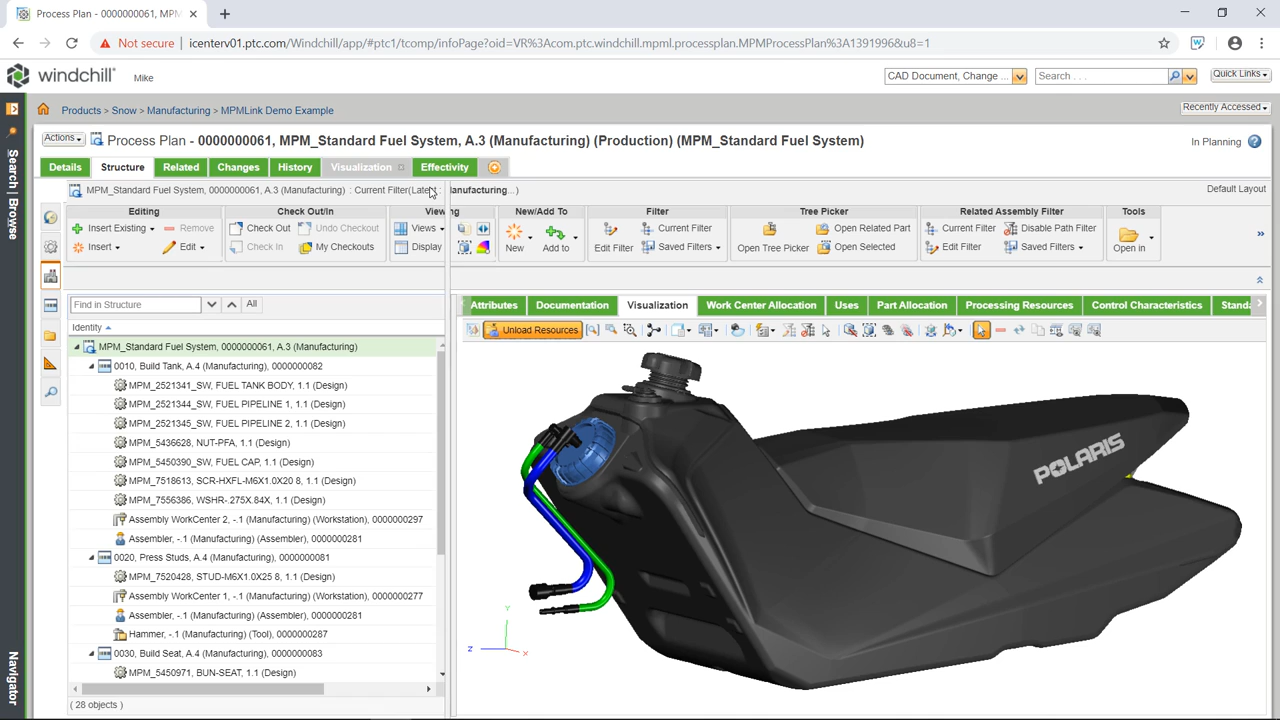 Process Plan - 0000000061, MPM_
Not secure | icenterv01.ptc.com/Windchill/app/#ptc1/tcomp/infoPage?oid=VR%3Acom.ptc.windchill.mpml.processplan.MPMProcessPlan%3A1391996&u8=1
windchill Mike CAD Document, Change ... Search . . . Quick Links
Products > Snow > Manufacturing > MPMLink Demo Example Recently Accessed
Actions Process Plan - 0000000061, MPM_Standard Fuel System, A.3 (Manufacturing) (Production) (MPM_Standard Fuel System) In Planning
Details Structure Related Changes History Visualization Effectivity
MPM_Standard Fuel System, 0000000061, A.3 (Manufacturing) : Current Filter(Late Manufacturing...) Default Layout
Editing Check Out/In New/Add To Filter Tree Picker Related Assembly Filter Tools
Insert Existing Remove Check Out Undo Checkout Views New Add to Edit Filter Current Filter Open Tree Picker Open Related Part Current Filter Disable Path Filter Open in
Insert Edit Check In My Checkouts Display Saved Filters Open Selected Edit Filter Saved Filters
Find in Structure All
Attributes Documentation Visualization Work Center Allocation Uses Part Allocation Processing Resources Control Characteristics Standa
Unload Resources
Identity
MPM_Standard Fuel System, 0000000061, A.3 (Manufacturing)
0010, Build Tank, A.4 (Manufacturing), 0000000082
MPM_2521341_SW, FUEL TANK BODY, 1.1 (Design)
MPM_2521344_SW, FUEL PIPELINE 1, 1.1 (Design)
MPM_2521345_SW, FUEL PIPELINE 2, 1.1 (Design)
MPM_5436628, NUT-PFA, 1.1 (Design)
MPM_5450390_SW, FUEL CAP, 1.1 (Design)
MPM_7518613, SCR-HXFL-M6X1.0X20 8, 1.1 (Design)
MPM_7556386, WSHR-.275X.84X, 1.1 (Design)
Assembly WorkCenter 2, -.1 (Manufacturing) (Workstation), 0000000297
Assembler, -.1 (Manufacturing) (Assembler), 0000000281
0020, Press Studs, A.4 (Manufacturing), 0000000081
MPM_7520428, STUD-M6X1.0X25 8, 1.1 (Design)
Assembly WorkCenter 1, -.1 (Manufacturing) (Workstation), 0000000277
Assembler, -.1 (Manufacturing) (Assembler), 0000000281
Hammer, -.1 (Manufacturing) (Tool), 0000000287
0030, Build Seat, A.4 (Manufacturing), 0000000083
MPM_5450971, BUN-SEAT, 1.1 (Design)
( 28 objects )
POLARIS
Y
Z
X
Search | Browse
Navigator